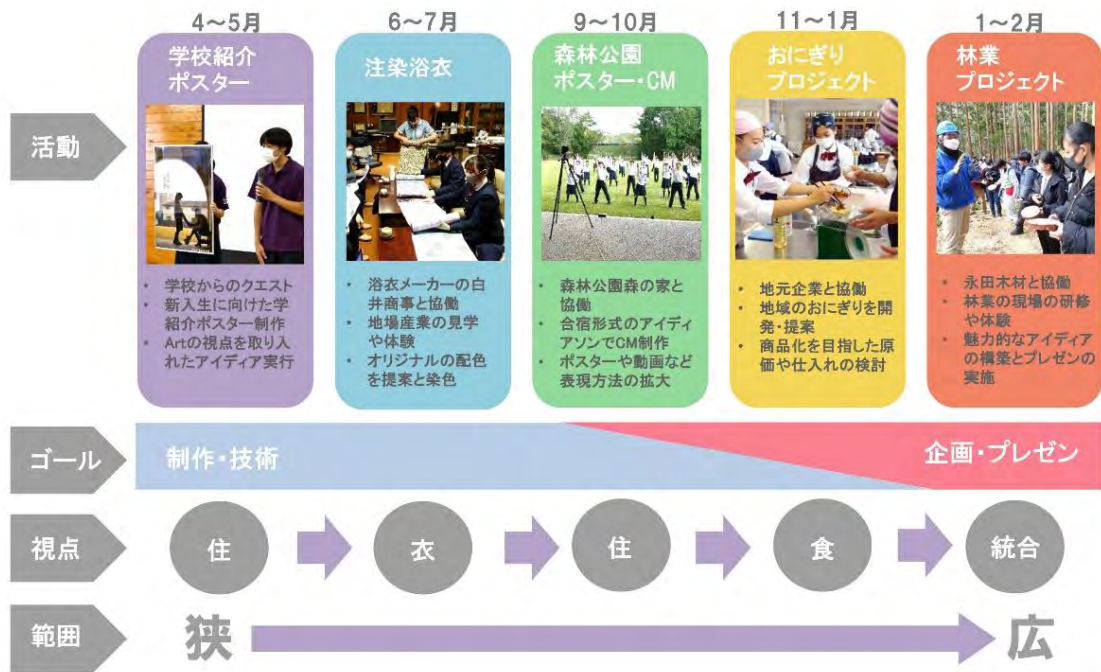 4～5月
6～7月
9～10月
11～1月
1～2月
活動
学校紹介
ポスター
・ 学校からのクエスト
・ 新入生に向けた学
紹介ポスター制作
・ Artの視点を取り入
れたアイディア実行
注染浴衣
・ 浴衣メーカーの白
井商事と協働
・ 地場産業の見学
や体験
・ オリジナルの配色
を提案と染色
森林公園
ポスター・CM
・ 森林公園森の家と
協働
・ 合宿形式のアイディ
アソンでCM制作
・ ポスターや動画など
表現方法の拡大
おにぎり
プロジェクト
・ 地元企業と協働
・ 地域のおにぎりを開
発・提案
・ 商品化を目指した原
価や仕入れの検討
林業
プロジェクト
・ 永田木材と協働
・ 林業の現場の研修
や体験
・ 魅力的なアイディア
の構築とプレゼンの
実施
ゴール
制作・技術
企画・プレゼン
視点
住
衣
住
食
統合
範囲
狭
広